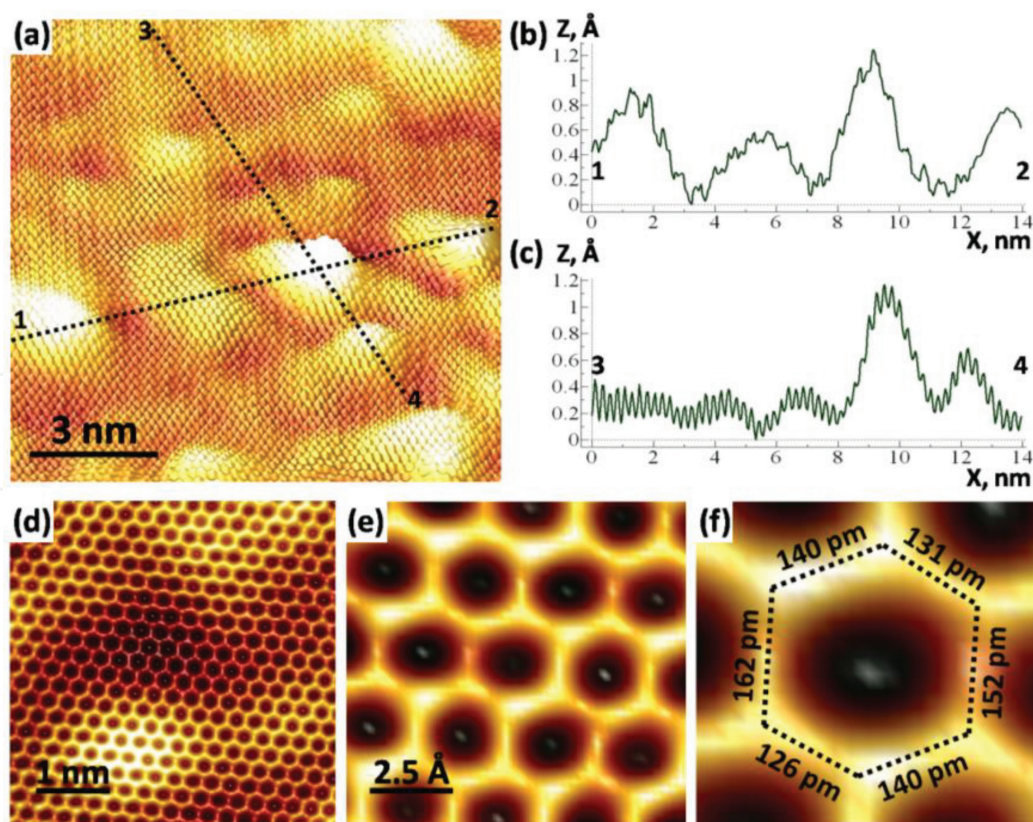 (a)
3
2
1
4
3 nm
(b) Z, Å
1.2
1
0.8
0.6
0.4
0.2
0
1
2
0 2 4 6 8 10 12 14
X, nm
(c) Z, Å
1.2
1
0.8
0.6
0.4
0.2
0
3
4
0 2 4 6 8 10 12 14
X, nm
(d)
1 nm
(e)
2.5 Å
(f)
140 pm
131 pm
162 pm
152 pm
126 pm
140 pm